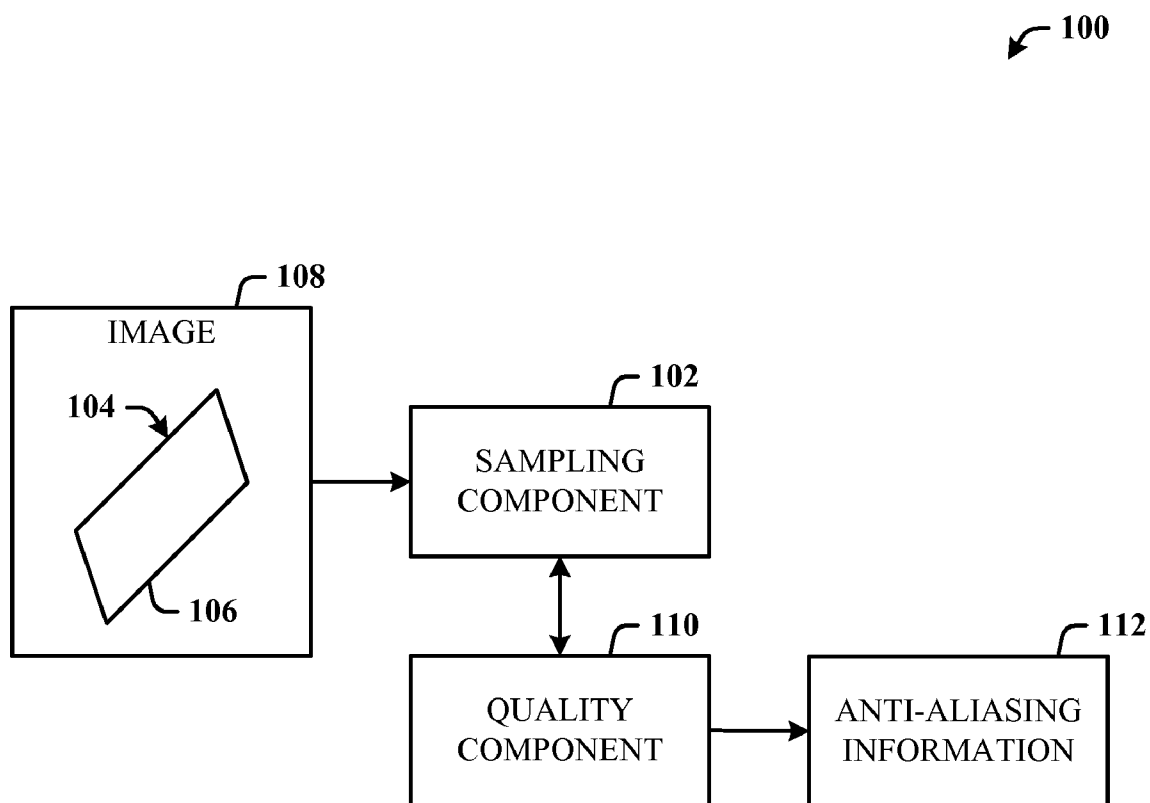 100
108
IMAGE
104
106
102
SAMPLING
COMPONENT
110
QUALITY
COMPONENT
112
ANTI-ALIASING
INFORMATION